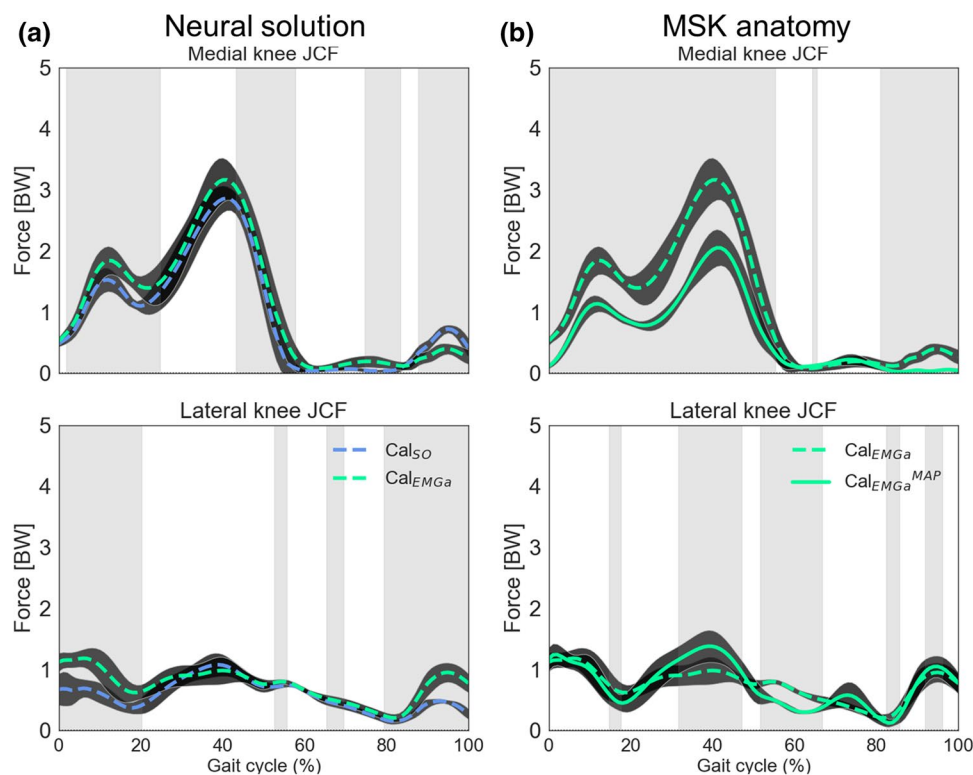 (a) Neural solution
Medial knee JCF
5
4
3
2
1
0
Force [BW]
Lateral knee JCF
Cal_SO
Cal_EMGa
5
4
3
2
1
0
Force [BW]
0 20 40 60 80 100
Gait cycle (%)
(b) MSK anatomy
Medial knee JCF
5
4
3
2
1
0
Force [BW]
Lateral knee JCF
Cal_EMGa
Cal_EMGa^MAP
5
4
3
2
1
0
Force [BW]
0 20 40 60 80 100
Gait cycle (%)